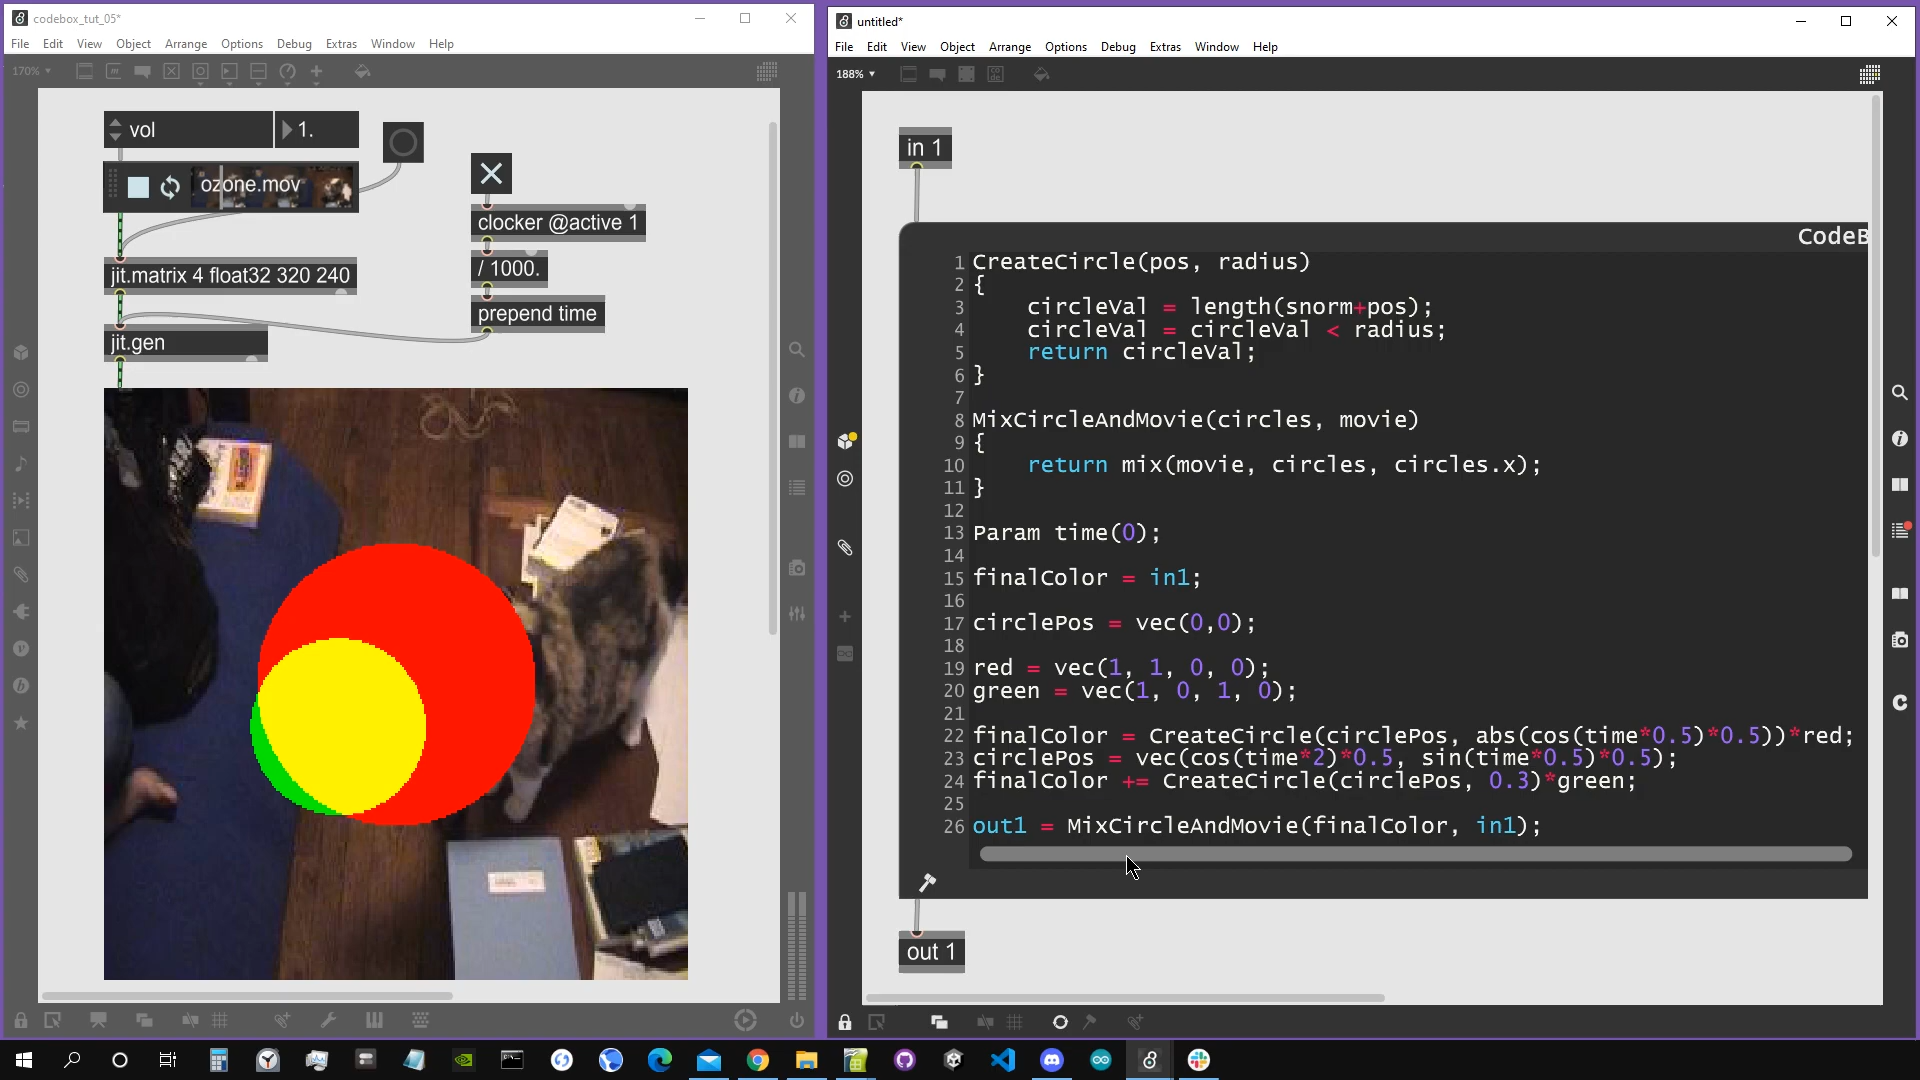 codebox_tut_05*
File Edit View Object Arrange Options Debug Extras Window Help
170%
vol
1.
ozone.mov
clocker @active 1
/ 1000.
prepend time
jit.matrix 4 float32 320 240
jit.gen
untitled*
File Edit View Object Arrange Options Debug Extras Window Help
188%
in 1
CodeB
1 CreateCircle(pos, radius)
2 {
3 circleVal = length(snorm+pos);
4 circleVal = circleVal < radius;
5 return circleVal;
6 }
7
8 MixCircleAndMovie(circles, movie)
9 {
10 return mix(movie, circles, circles.x);
11 }
12
13 Param time(0);
14
15 finalColor = in1;
16
17 circlePos = vec(0,0);
18
19 red = vec(1, 1, 0, 0);
20 green = vec(1, 0, 1, 0);
21
22 finalColor = CreateCircle(circlePos, abs(cos(time*0.5)*0.5))*red;
23 circlePos = vec(cos(time*2)*0.5, sin(time*0.5)*0.5);
24 finalColor += CreateCircle(circlePos, 0.3)*green;
25
26 out1 = MixCircleAndMovie(finalColor, in1);
out 1